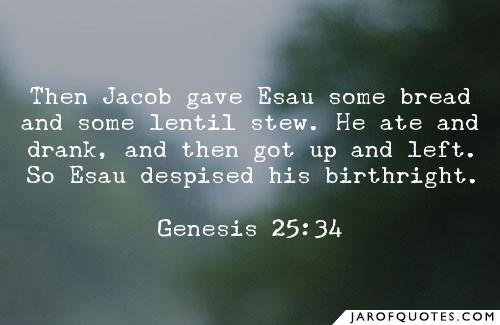 Then Jacob gave Esau some bread
and some lentil stew. He ate and
drank, and then got up and left.
So Esau despised his birthright.
Genesis 25:34
JAROFQUOTES.COM